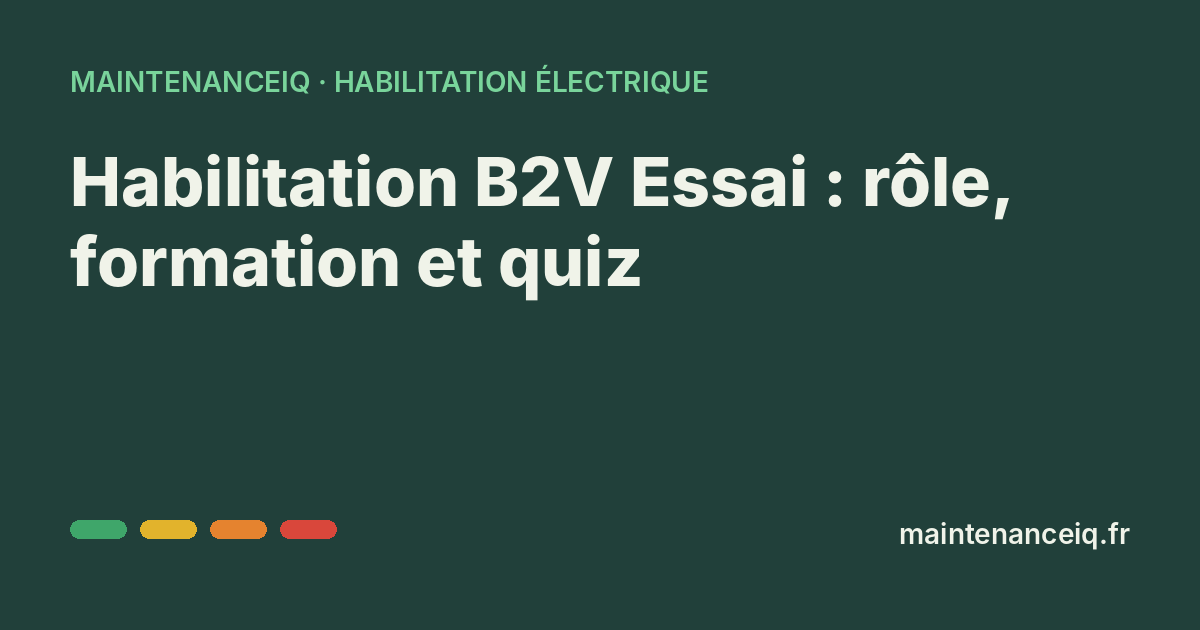 MAINTENANCEIQ · HABILITATION ÉLECTRIQUE
Habilitation B2V Essai : rôle,
formation et quiz
maintenanceiq.fr